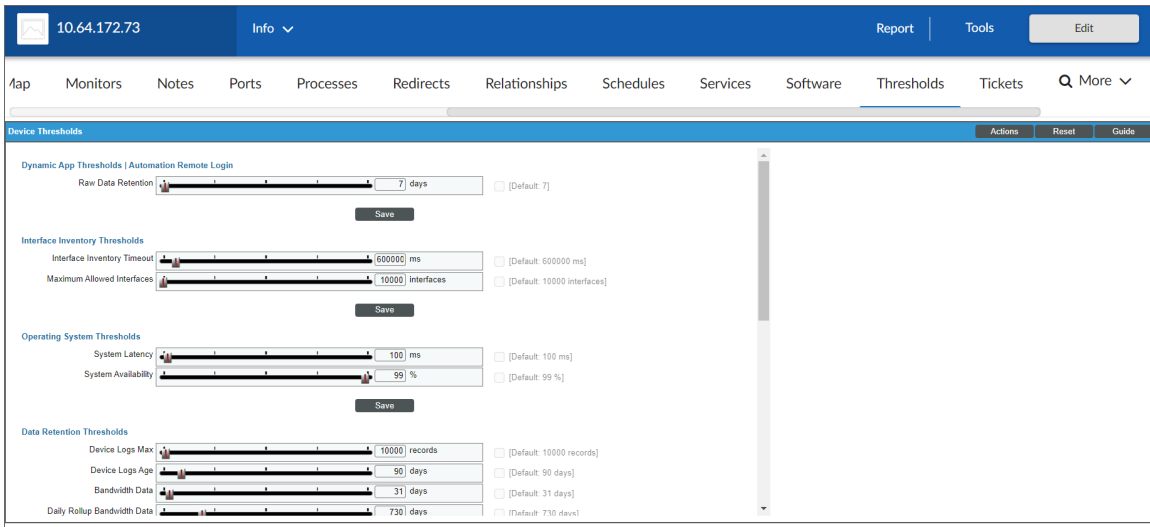 10.64.172.73 Info Report Tools Edit
Map Monitors Notes Ports Processes Redirects Relationships Schedules Services Software Thresholds Tickets More
Device Thresholds Actions Reset Guide
Dynamic App Thresholds | Automation Remote Login
Raw Data Retention 7 days [Default: 7]
Save
Interface Inventory Thresholds
Interface Inventory Timeout 600000 ms [Default: 600000 ms]
Maximum Allowed Interfaces 10000 interfaces [Default: 10000 interfaces]
Save
Operating System Thresholds
System Latency 100 ms [Default: 100 ms]
System Availability 99 % [Default: 99 %]
Save
Data Retention Thresholds
Device Logs Max 10000 records [Default: 10000 records]
Device Logs Age 90 days [Default: 90 days]
Bandwidth Data 31 days [Default: 31 days]
Daily Rollup Bandwidth Data 730 days [Default: 730 days]